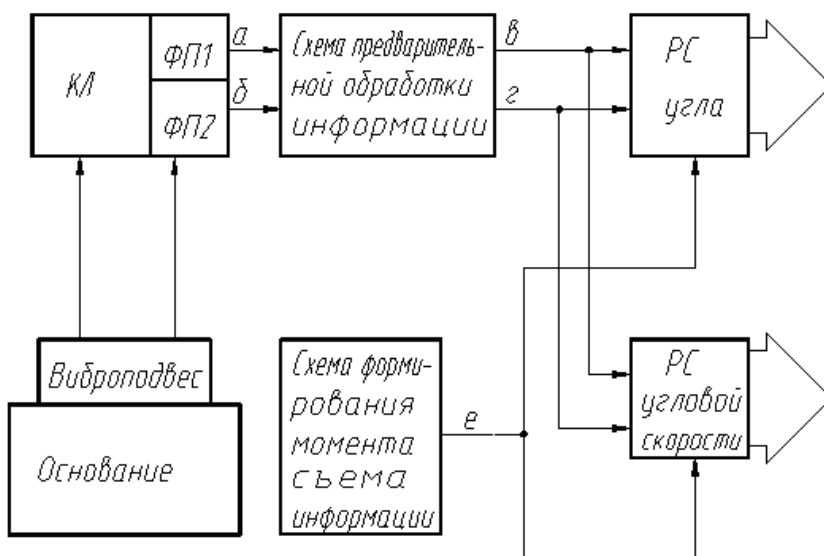 КЛ
ФП1
ФП2
а
б
Схема предваритель-
ной обработки
информации
в
г
РС
угла
Виброподвес
Основание
Схема форми-
рования
момента
съема
информации
е
РС
угловой
скорости